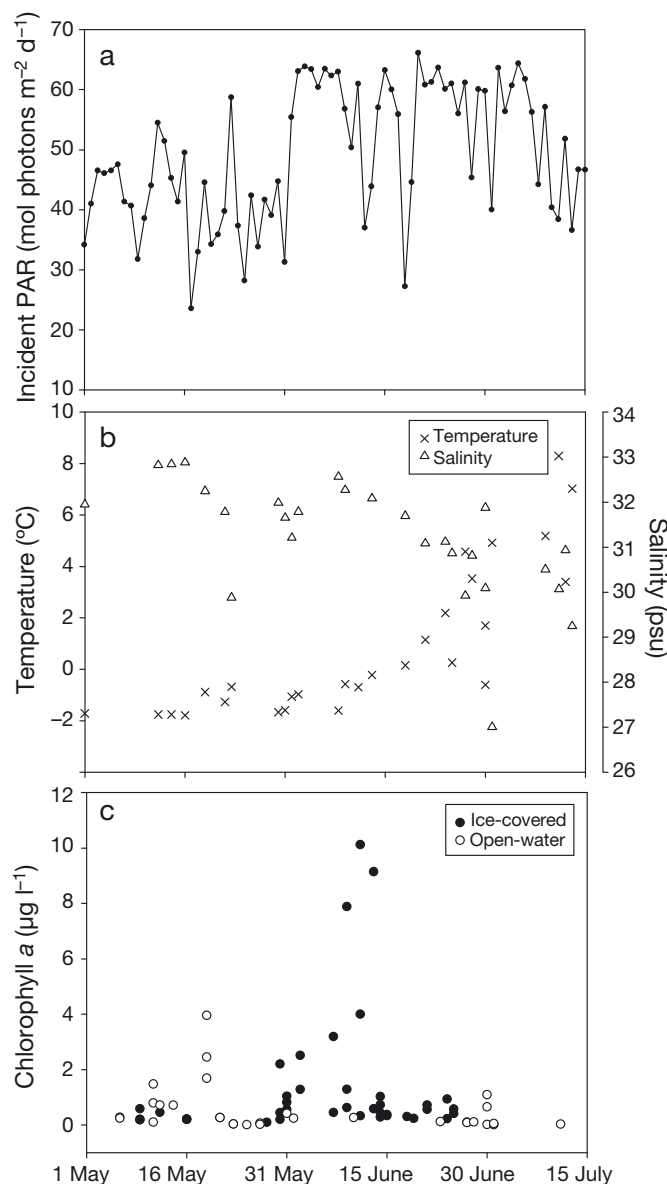 a
Incident PAR (mol photons m⁻² d⁻¹)
70
60
50
40
30
20
10
b
Temperature (ºC)
10
8
6
4
2
0
−2
Temperature
Salinity
34
33
32
31
30
29
28
27
26
Salinity (psu)
c
Chlorophyll a (µg l⁻¹)
12
10
8
6
4
2
0
Ice-covered
Open-water
1 May 16 May 31 May 15 June 30 June 15 July